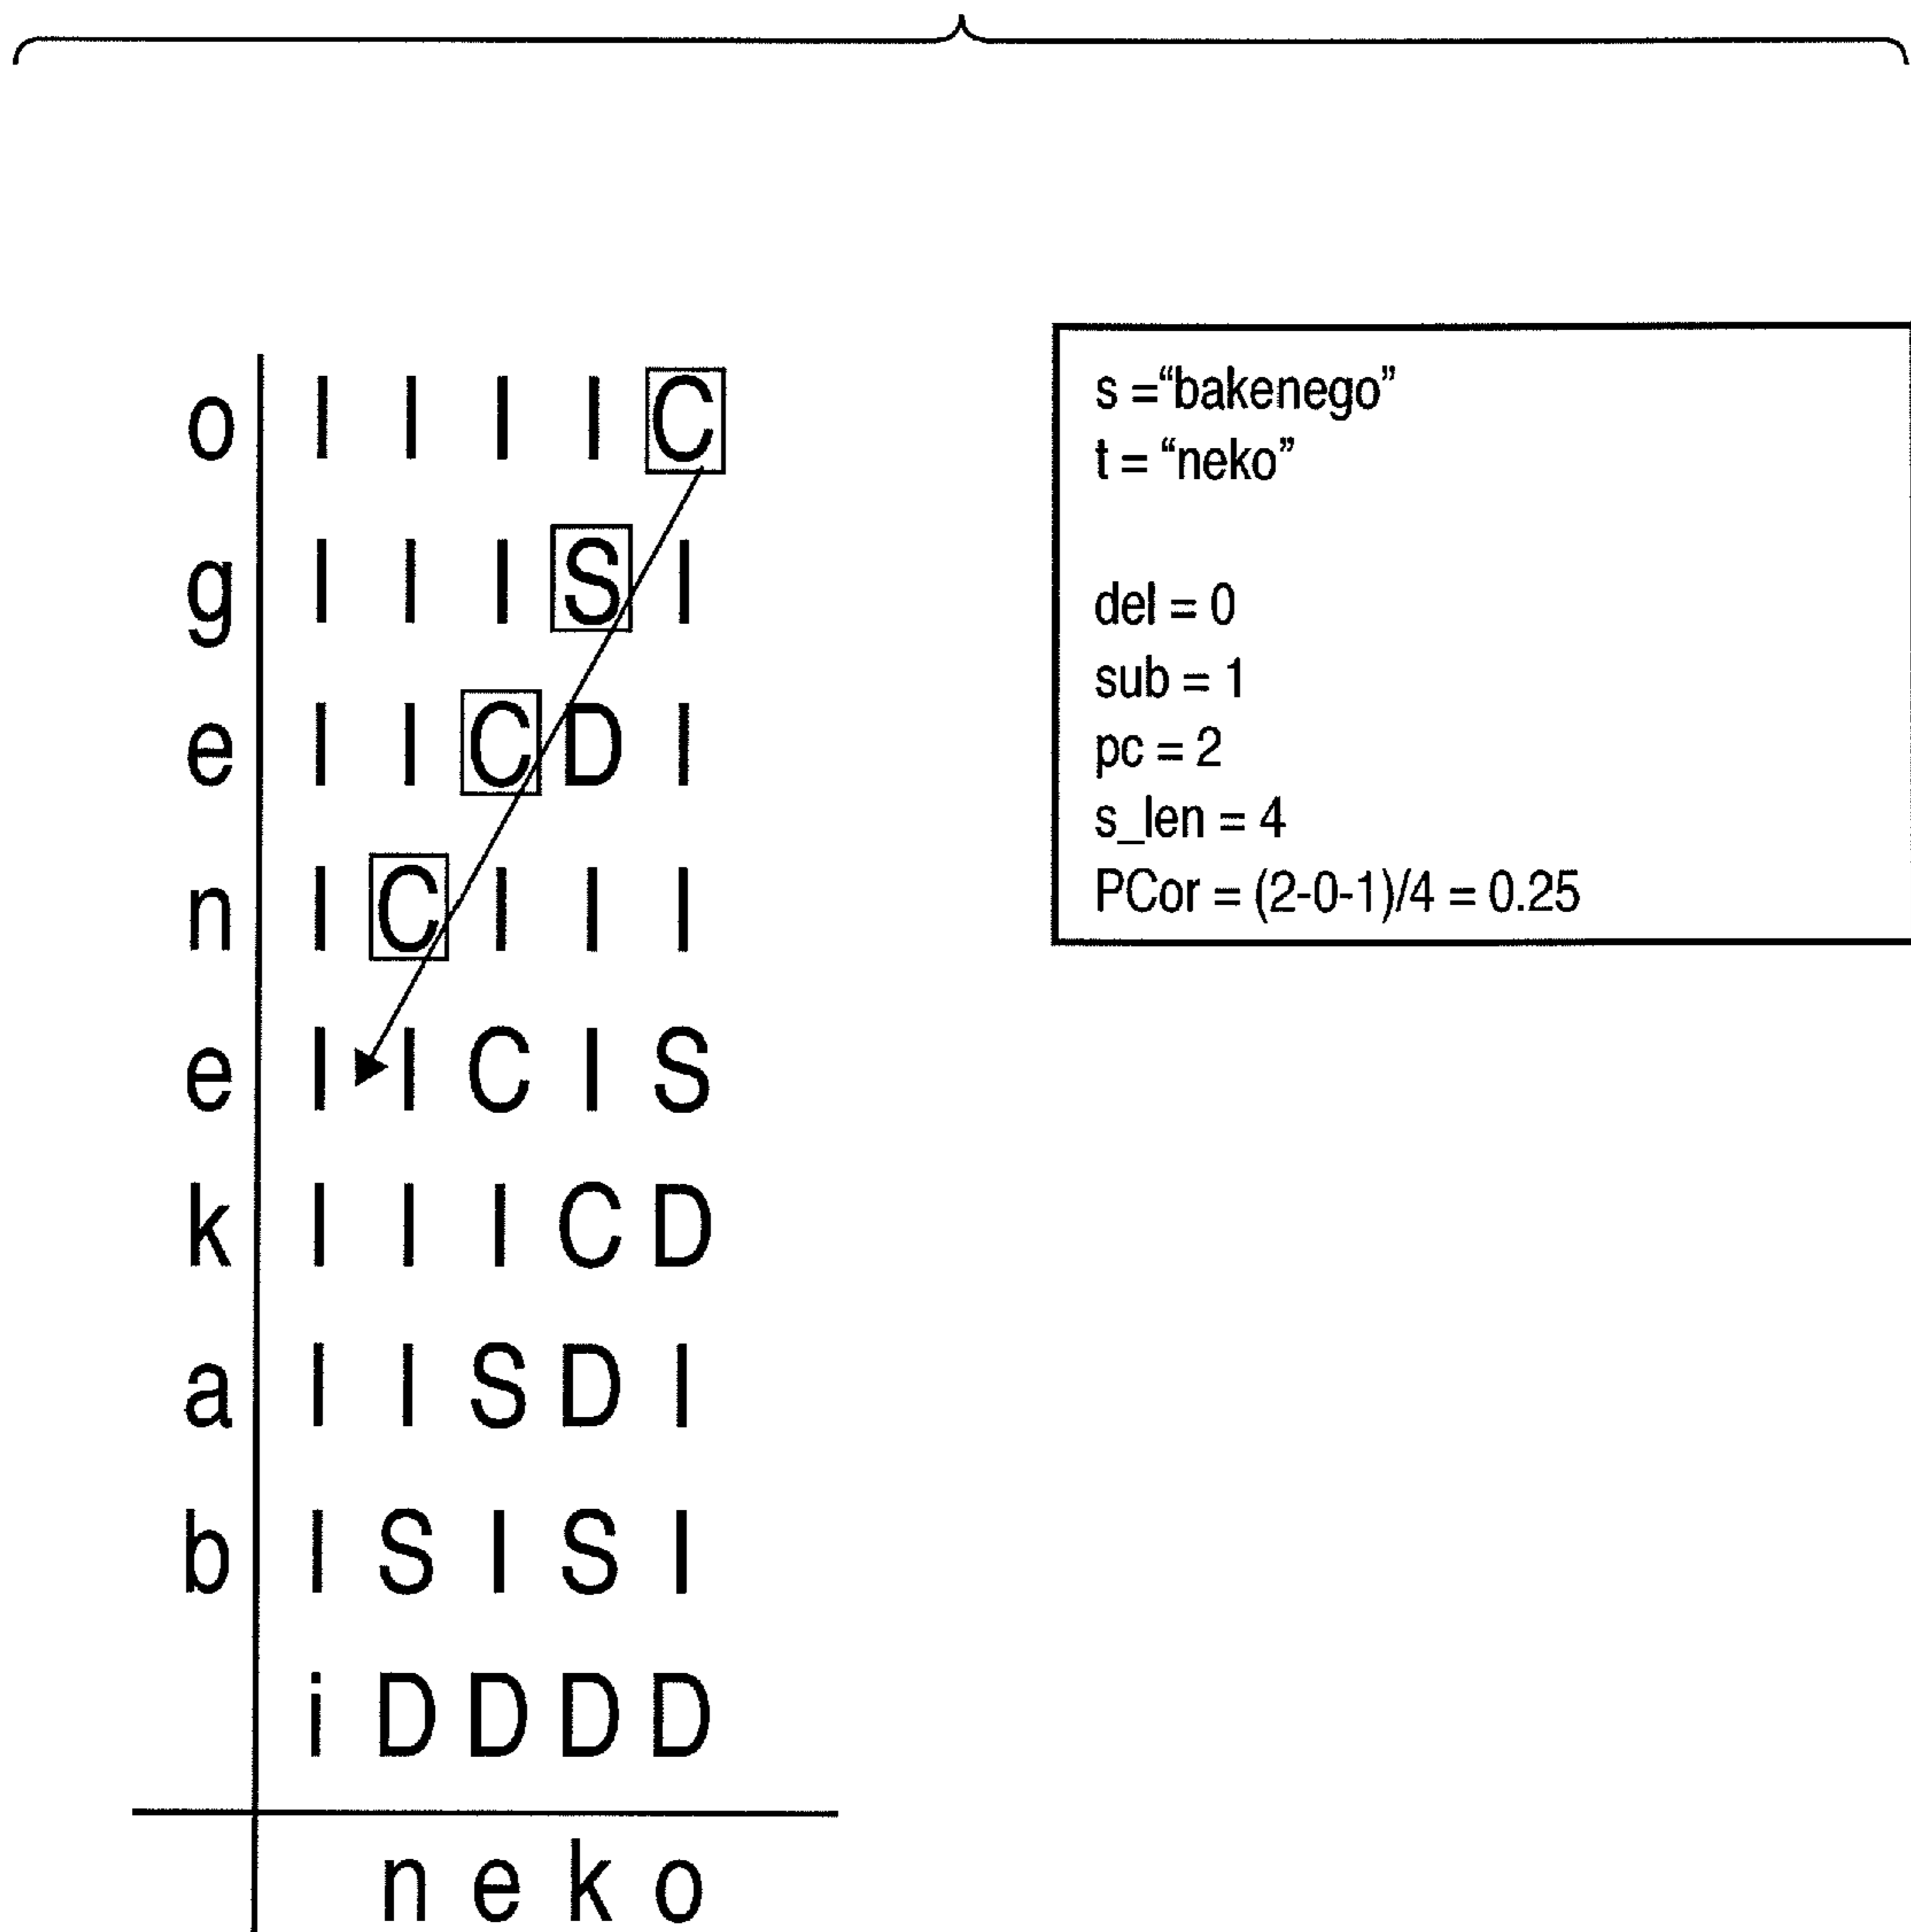 o I I I I C
g I I I S I
e I I C D I
n I C I I I
e I I C I S
k I I I C D
a I I S D I
b I S I S I
i D D D D
n e k o
s =“bakenego”
t = “neko”
del = 0
sub = 1
pc = 2
s_len = 4
PCor = (2-0-1)/4 = 0.25